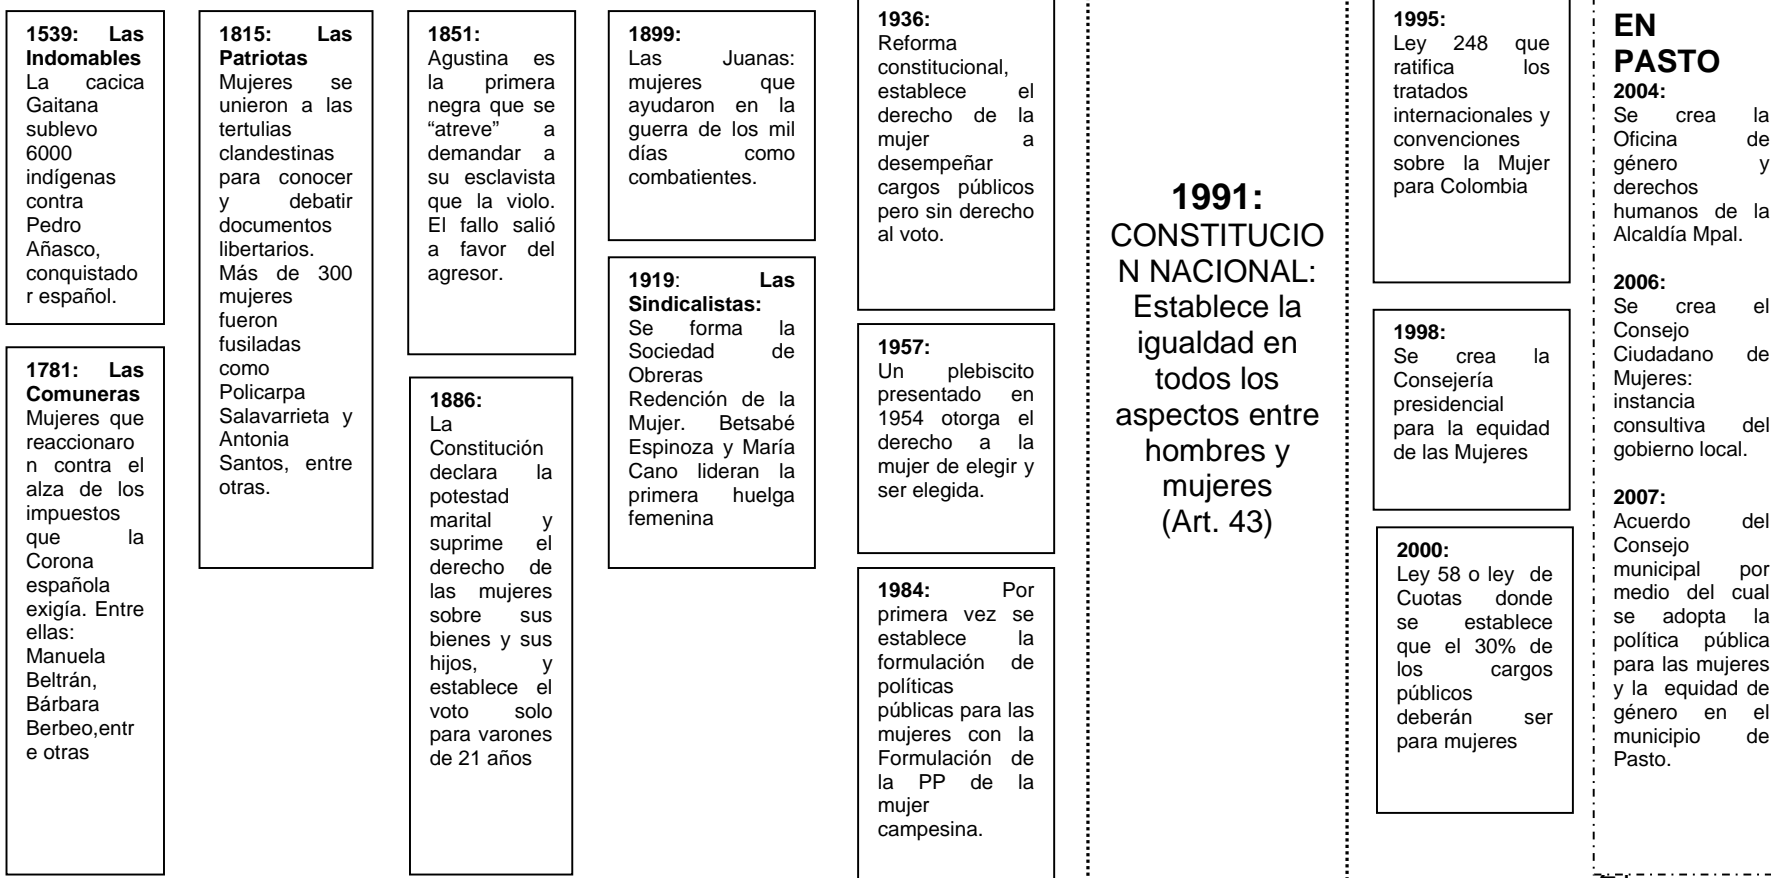 1539: Las
Indomables
La cacica
Gaitana
sublevo
6000
indígenas
contra
Pedro
Añasco,
conquistado
r español.
1781: Las
Comuneras
Mujeres que
reaccionaro
n contra el
alza de los
impuestos
que la
Corona
española
exigía. Entre
ellas:
Manuela
Beltrán,
Bárbara
Berbeo,entr
e otras
1815: Las
Patriotas
Mujeres se
unieron a las
tertulias
clandestinas
para conocer
y debatir
documentos
libertarios.
Más de 300
mujeres
fueron
fusiladas
como
Policarpa
Salavarrieta y
Antonia
Santos, entre
otras.
1851:
Agustina es
la primera
negra que se
“atreve” a
demandar a
su esclavista
que la violo.
El fallo salió
a favor del
agresor.
1886:
La
Constitución
declara la
potestad
marital y
suprime el
derecho de
las mujeres
sobre sus
bienes y sus
hijos, y
establece el
voto solo
para varones
de 21 años
1899:
Las Juanas:
mujeres que
ayudaron en la
guerra de los mil
días como
combatientes.
1919: Las
Sindicalistas:
Se forma la
Sociedad de
Obreras
Redención de la
Mujer. Betsabé
Espinoza y María
Cano lideran la
primera huelga
femenina
1936:
Reforma
constitucional,
establece el
derecho de la
mujer a
desempeñar
cargos públicos
pero sin derecho
al voto.
1957:
Un plebiscito
presentado en
1954 otorga el
derecho a la
mujer de elegir y
ser elegida.
1984: Por
primera vez se
establece la
formulación de
políticas
públicas para las
mujeres con la
Formulación de
la PP de la
mujer
campesina.
1991:
CONSTITUCIO
N NACIONAL:
Establece la
igualdad en
todos los
aspectos entre
hombres y
mujeres
(Art. 43)
1995:
Ley 248 que
ratifica los
tratados
internacionales y
convenciones
sobre la Mujer
para Colombia
1998:
Se crea la
Consejería
presidencial
para la equidad
de las Mujeres
2000:
Ley 58 o ley de
Cuotas donde
se establece
que el 30% de
los cargos
públicos
deberán ser
para mujeres
EN
PASTO
2004:
Se crea la
Oficina de
género y
derechos
humanos de la
Alcaldía Mpal.
2006:
Se crea el
Consejo
Ciudadano de
Mujeres:
instancia
consultiva del
gobierno local.
2007:
Acuerdo del
Consejo
municipal por
medio del cual
se adopta la
política pública
para las mujeres
y la equidad de
género en el
municipio de
Pasto.